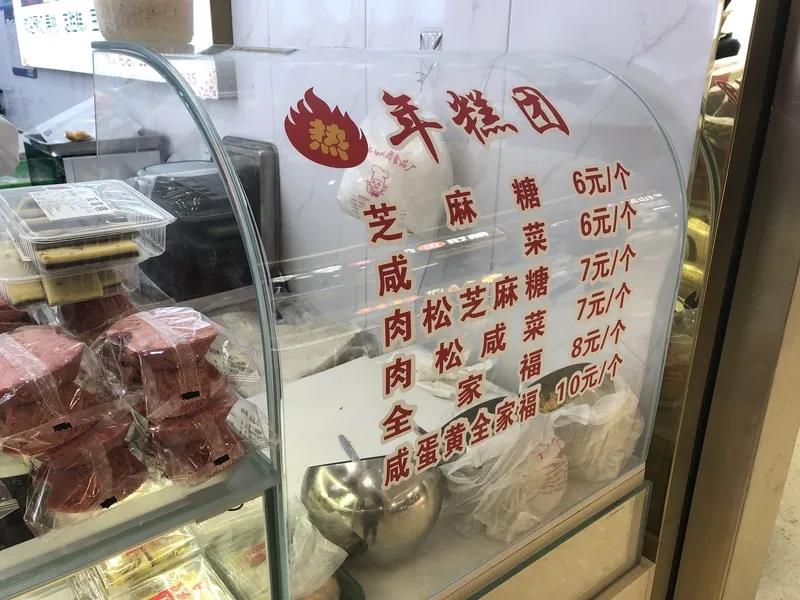 热 年糕团
芝麻糖 6元/个
咸菜 6元/个
肉松芝麻糖 7元/个
肉松咸菜 7元/个
全家福 8元/个
咸蛋黄全家福 10元/个